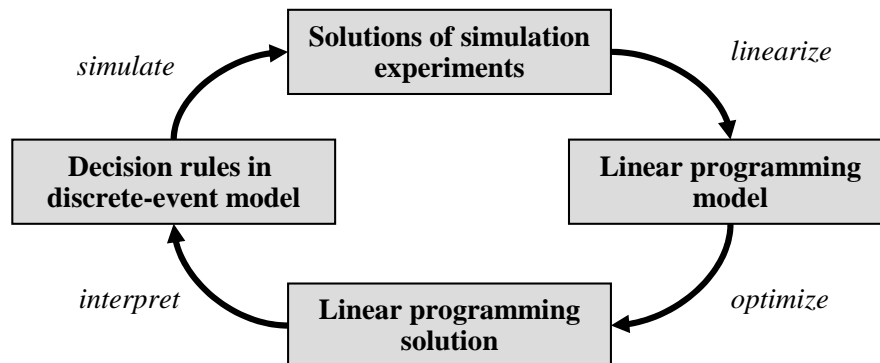 Solutions of simulation
experiments
simulate
linearize
Decision rules in
discrete-event model
Linear programming
model
interpret
optimize
Linear programming
solution